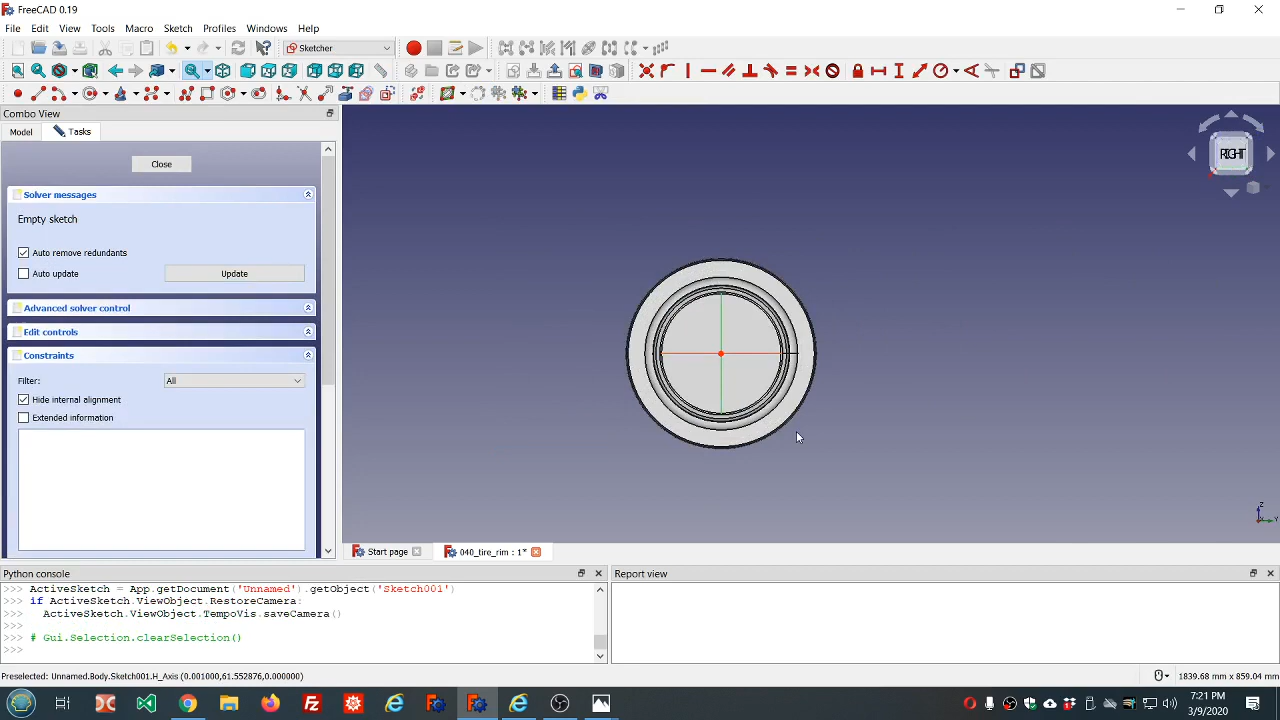 FreeCAD 0.19
File Edit View Tools Macro Sketch Profiles Windows Help
Sketcher
Combo View
Model Tasks
Close
Solver messages
Empty sketch
Auto remove redundants
Auto update Update
Advanced solver control
Edit controls
Constraints
Filter: All
Hide internal alignment
Extended information
RIGHT
Z
Y
Start page 040_tire_rim : 1*
Python console
>>> ActiveSketch = App.getDocument('Unnamed').getObject('Sketch001')
>>> if ActiveSketch.ViewObject.RestoreCamera:
>>>   ActiveSketch.ViewObject.TempoVis.saveCamera()
>>>
>>> # Gui.Selection.clearSelection()
>>>
Report view
Preselected: Unnamed.Body.Sketch001.H_Axis (0.001000,61.552876,0.000000)
1839.68 mm x 859.04 mm
7:21 PM
3/9/2020